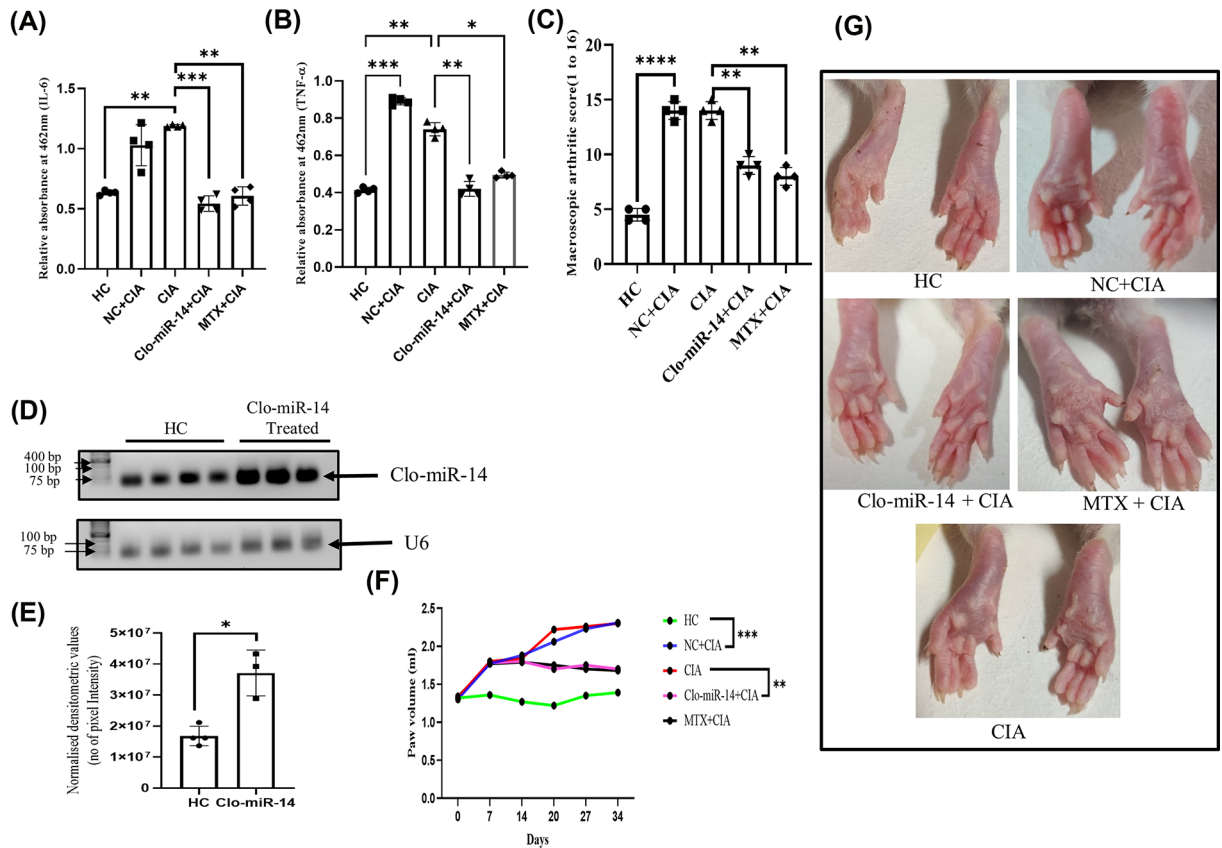 (A)
Relative absorbance at 462nm (IL-6)
1.5
1.0
0.5
0.0
**
***
**
HC
NC+CIA
CIA
Clo-miR-14+CIA
MTX+CIA
(B)
Relative absorbance at 462nm (TNF-α)
1.0
0.8
0.6
0.4
0.2
0.0
**
*
***
**
HC
NC+CIA
CIA
Clo-miR-14+CIA
MTX+CIA
(C)
Macroscopic arthritic score(1 to 16)
20
15
10
5
0
****
**
**
HC
NC+CIA
CIA
Clo-miR-14+CIA
MTX+CIA
(G)
HC
NC+CIA
Clo-miR-14 + CIA
MTX + CIA
CIA
(D)
HC
Clo-miR-14
Treated
400 bp
100 bp
75 bp
Clo-miR-14
100 bp
75 bp
U6
(E)
Normalised densitometric values
(no of pixel Intensity)
5×10⁷
4×10⁷
3×10⁷
2×10⁷
1×10⁷
0
*
HC
Clo-miR-14
(F)
Paw volume (ml)
2.5
2.0
1.5
1.0
0.5
0.0
0 7 14 20 27 34
Days
HC
NC+CIA
CIA
Clo-miR-14+CIA
MTX+CIA
***
**